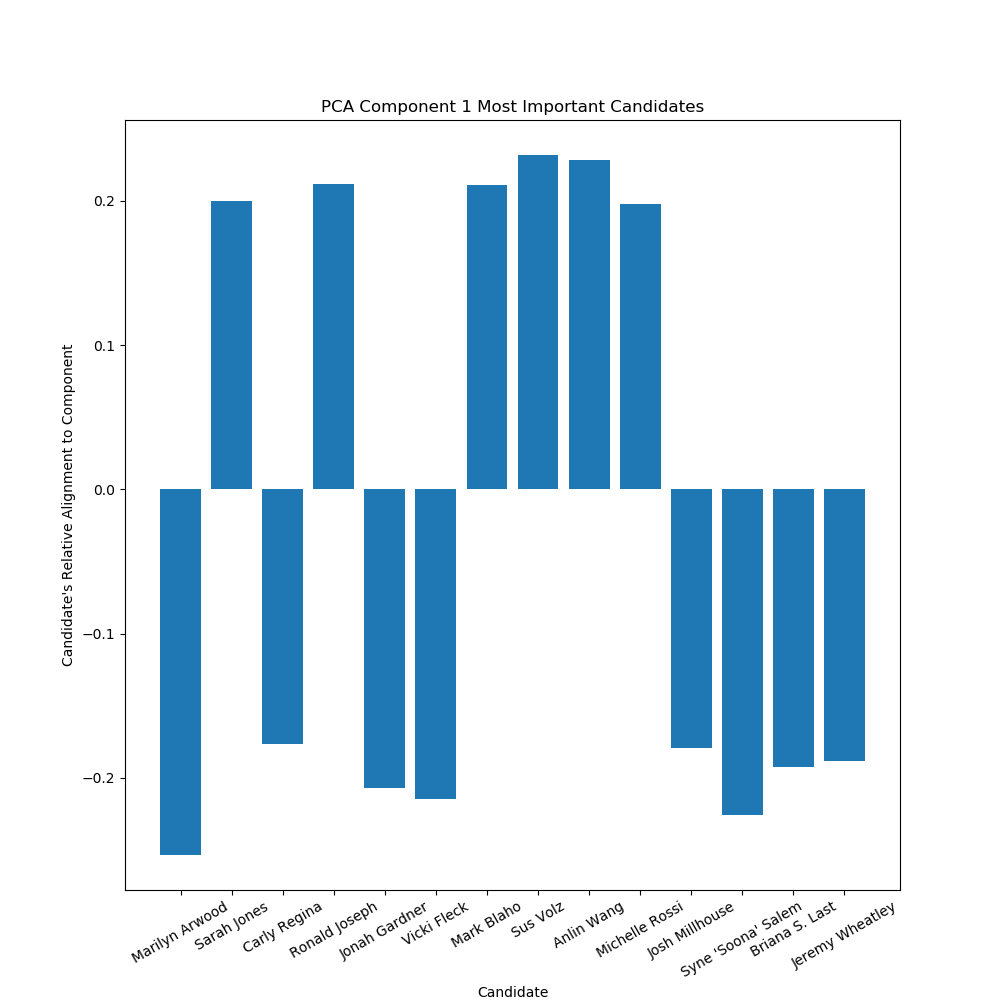 PCA Component 1 Most Important Candidates
Candidate's Relative Alignment to Component
0.2
0.1
0.0
−0.1
−0.2
Marilyn Arwood
Sarah Jones
Carly Regina
Ronald Joseph
Jonah Gardner
Vicki Fleck
Mark Blaho
Sus Volz
Anlin Wang
Michelle Rossi
Josh Millhouse
Syne 'Soona' Salem
Briana S. Last
Jeremy Wheatley
Candidate